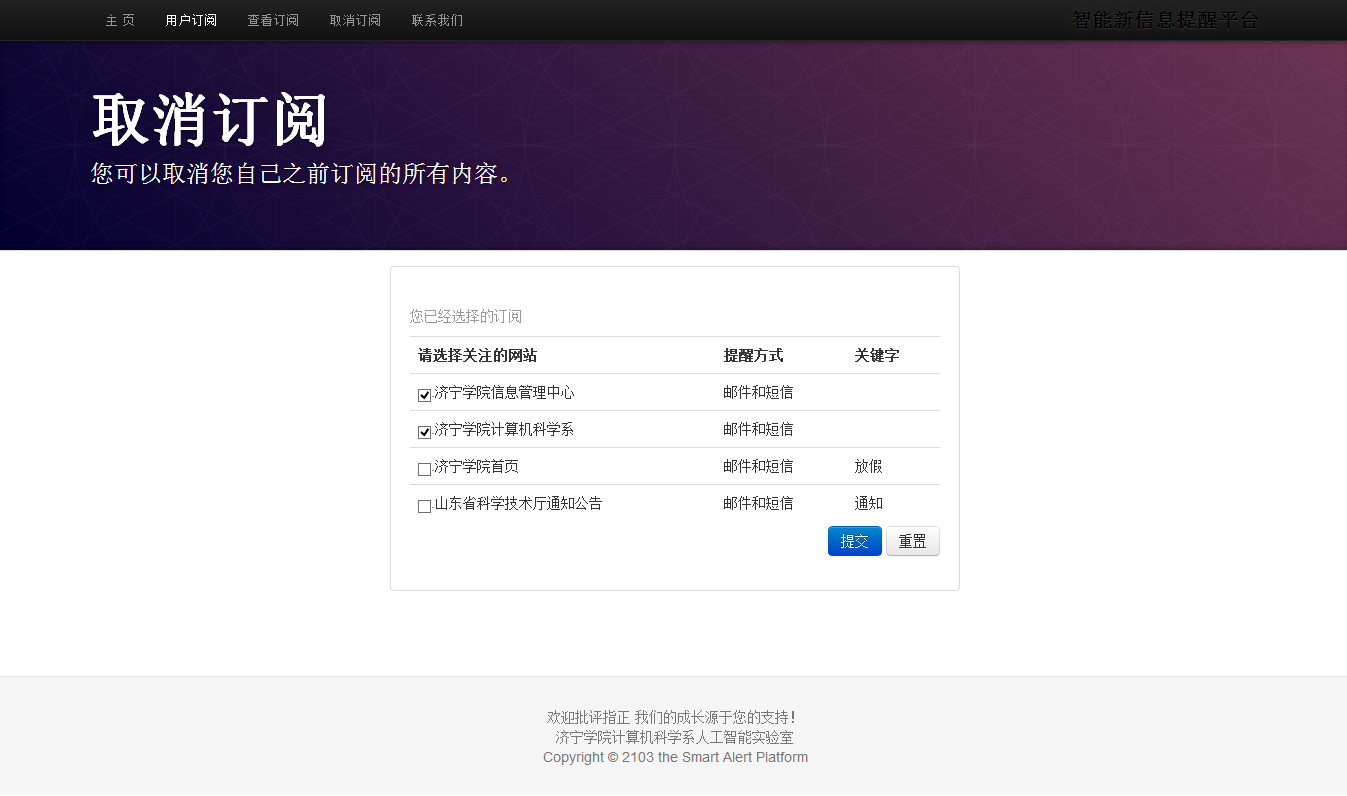 主 页 用户订阅 查看订阅 取消订阅 联系我们 智能新信息提醒平台
取消订阅
您可以取消您自己之前订阅的所有内容。
您已经选择的订阅
请选择关注的网站 提醒方式 关键字
济宁学院信息管理中心 邮件和短信
济宁学院计算机科学系 邮件和短信
济宁学院首页 邮件和短信 放假
山东省科学技术厅通知公告 邮件和短信 通知
提交 重置
欢迎批评指正 我们的成长源于您的支持！
济宁学院计算机科学系人工智能实验室
Copyright © 2103 the Smart Alert Platform